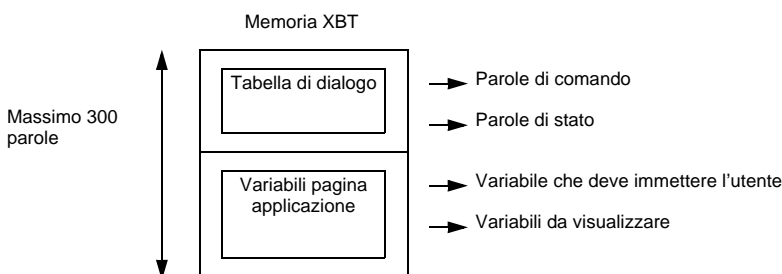 Memoria XBT
Tabella di dialogo
Parole di comando
Massimo 300
parole
Parole di stato
Variabili pagina
applicazione
Variabile che deve immettere l'utente
Variabili da visualizzare